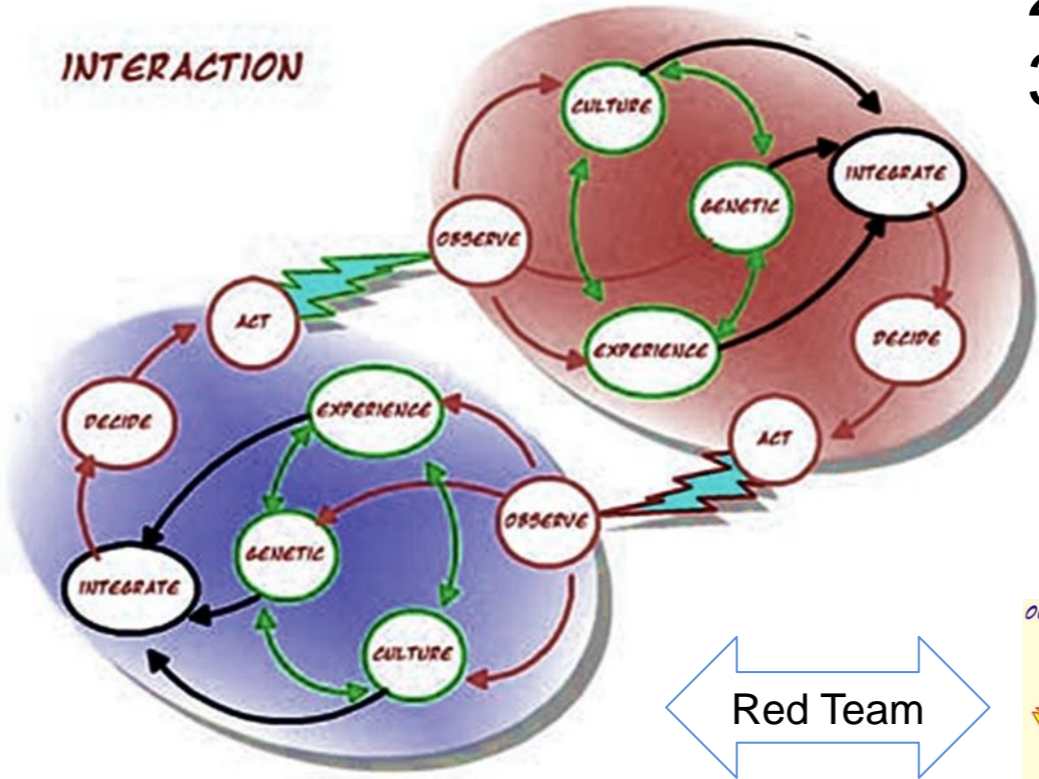 INTERACTION
CULTURE
INTEGRATE
GENETIC
OBSERVE
EXPERIENCE
DECIDE
ACT
ACT
DECIDE
EXPERIENCE
OBSERVE
GENETIC
INTEGRATE
CULTURE
Red Team